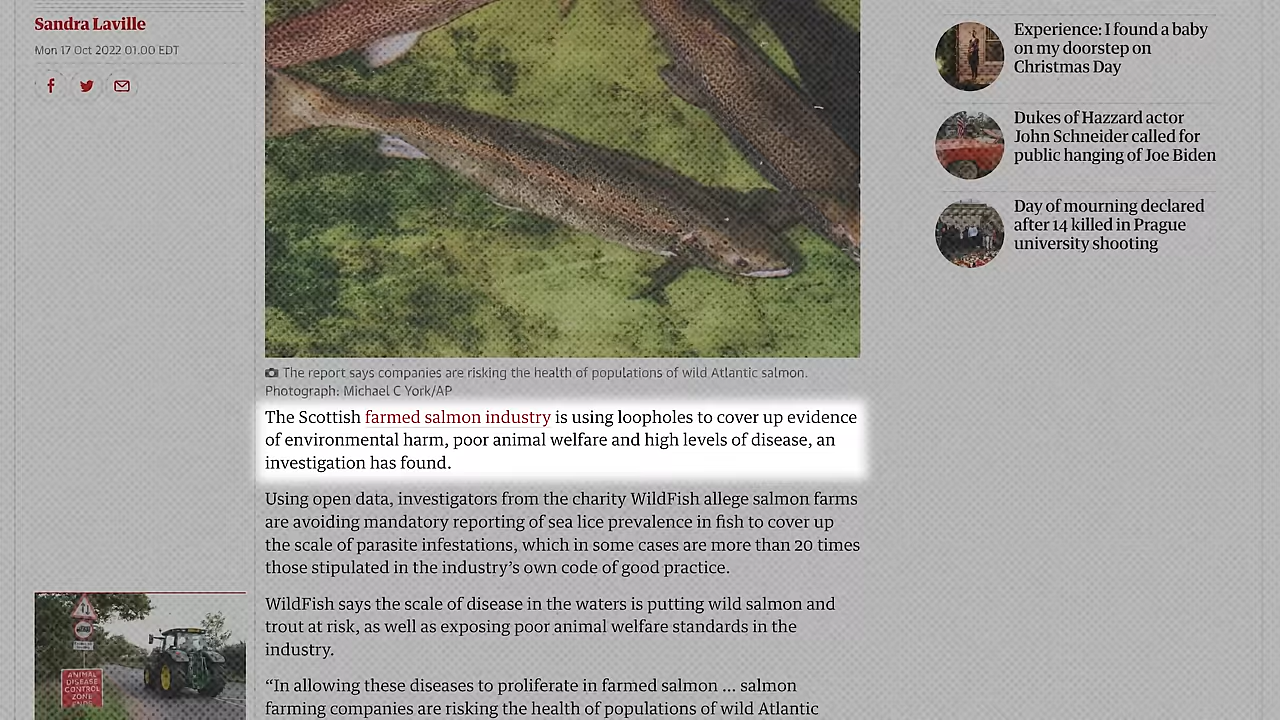 Sandra Laville
Mon 17 Oct 2022 01.00 EDT
The report says companies are risking the health of populations of wild Atlantic salmon.
Photograph: Michael C York/AP
The Scottish farmed salmon industry is using loopholes to cover up evidence
of environmental harm, poor animal welfare and high levels of disease, an
investigation has found.
Using open data, investigators from the charity WildFish allege salmon farms
are avoiding mandatory reporting of sea lice prevalence in fish to cover up
the scale of parasite infestations, which in some cases are more than 20 times
those stipulated in the industry’s own code of good practice.
WildFish says the scale of disease in the waters is putting wild salmon and
trout at risk, as well as exposing poor animal welfare standards in the
industry.
“In allowing these diseases to proliferate in farmed salmon ... salmon
farming companies are risking the health of populations of wild Atlantic
Experience: I found a baby
on my doorstep on
Christmas Day
Dukes of Hazzard actor
John Schneider called for
public hanging of Joe Biden
Day of mourning declared
after 14 killed in Prague
university shooting
ANIMAL
DISEASE
CONTROL
ZONE
ENDS